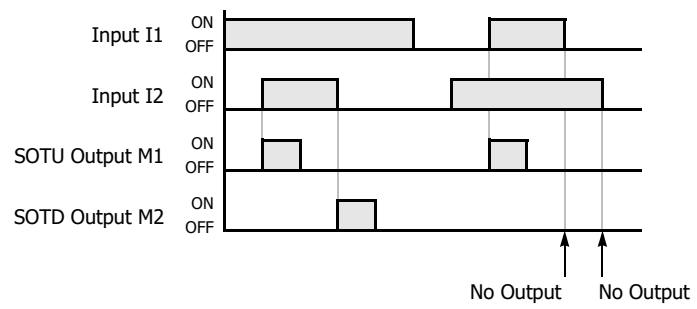 Input I1
ON
OFF
Input I2
ON
OFF
SOTU Output M1
ON
OFF
SOTD Output M2
ON
OFF
No Output
No Output